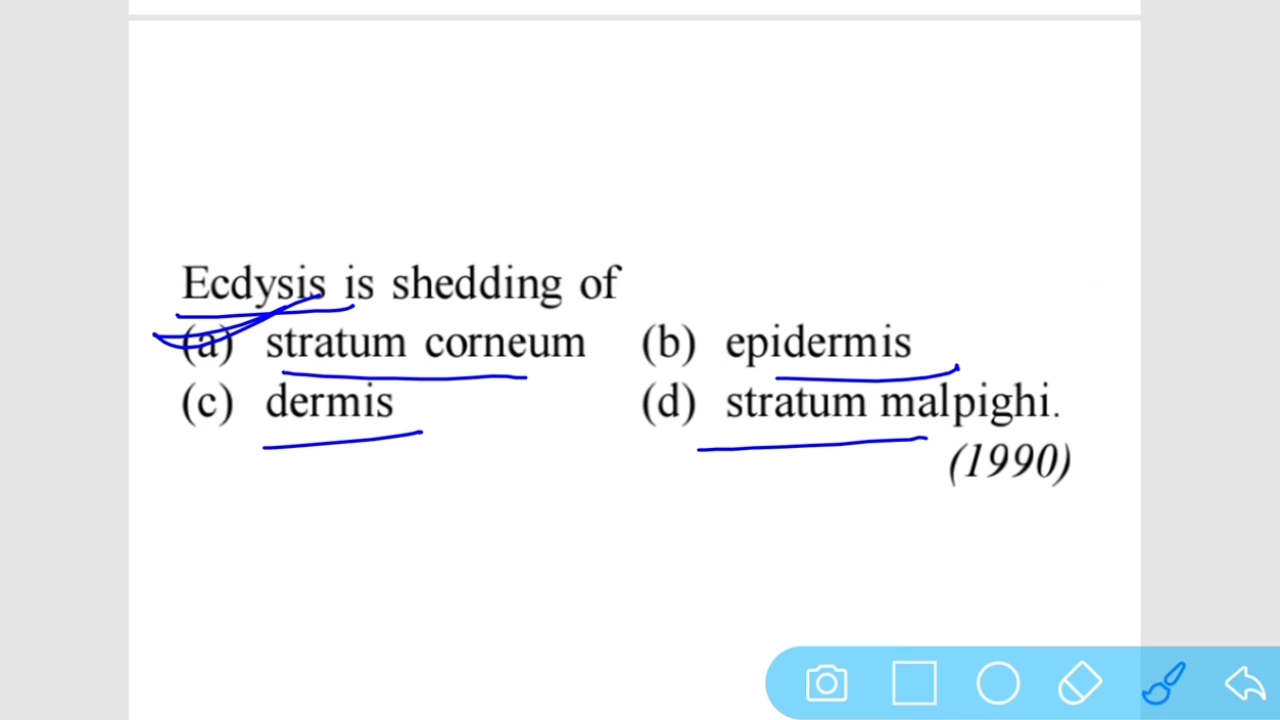 Ecdysis is shedding of
(a) stratum corneum (b) epidermis
(c) dermis (d) stratum malpighi.
(1990)